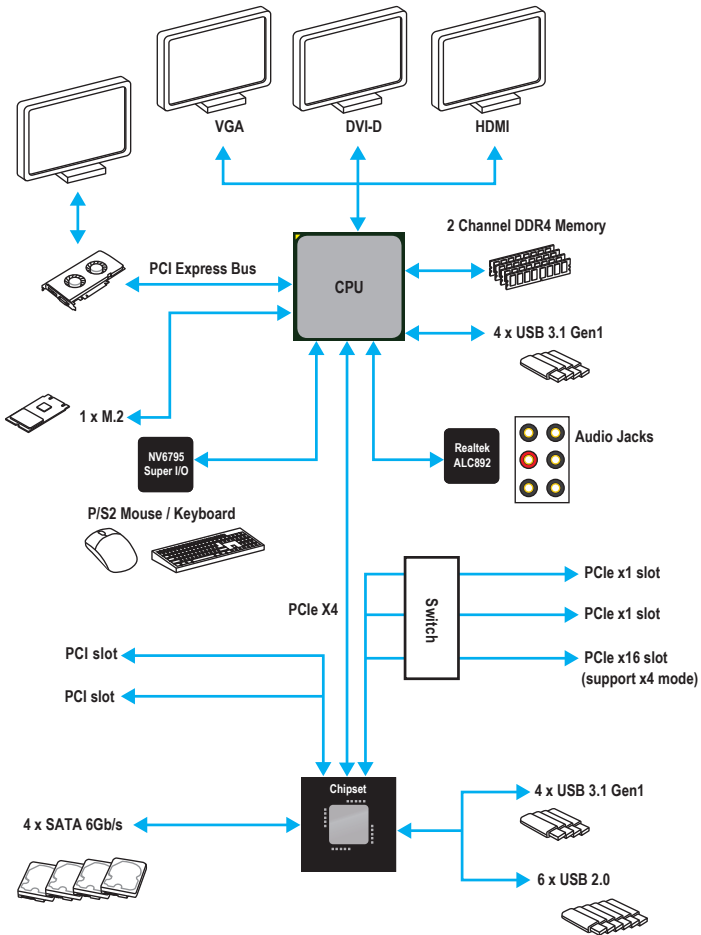 VGA
DVI-D
HDMI
2 Channel DDR4 Memory
PCI Express Bus
CPU
4 x USB 3.1 Gen1
1 x M.2
NV6795
Super I/O
Realtek
ALC892
Audio Jacks
P/S2 Mouse / Keyboard
PCIe x1 slot
Switch
PCIe X4
PCIe x1 slot
PCI slot
PCIe x16 slot
(support x4 mode)
PCI slot
Chipset
4 x USB 3.1 Gen1
4 x SATA 6Gb/s
6 x USB 2.0